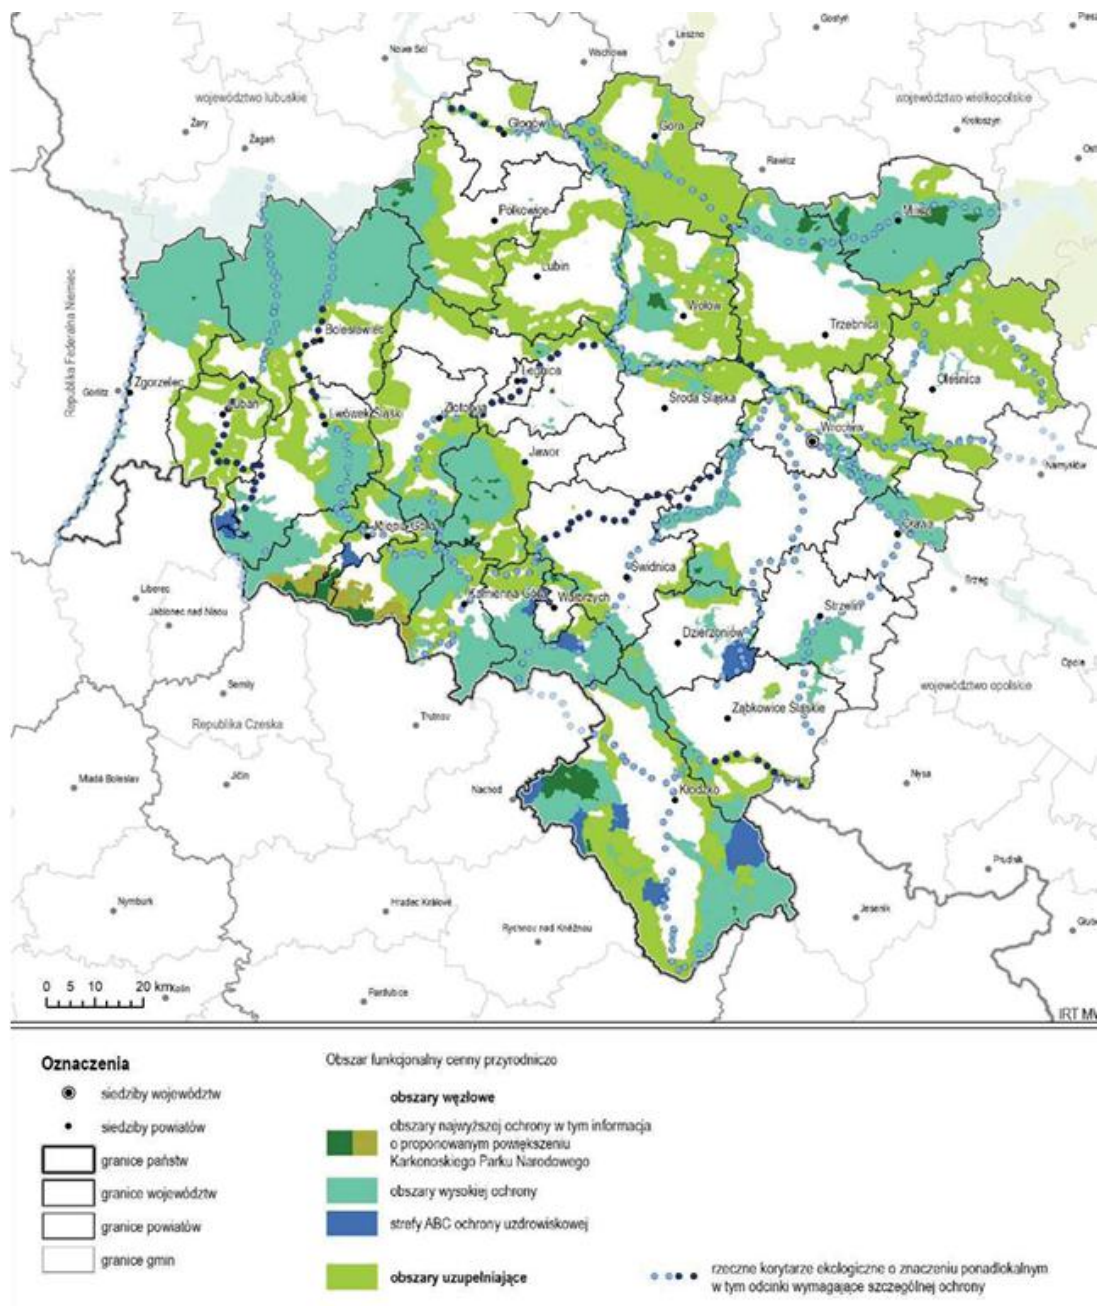 Gostyń
Leszno
Nowa Sól
Wschowa
województwo lubuskie
województwo wielkopolskie
Żary
Krotoszyn
Głogów
Góra
Żagań
Rawicz
Polkowice
Milicz
Lubin
Wołów
Bolesławiec
Trzebnica
Republika Federalna Niemiec
Legnica
Zgorzelec
Görlitz
Oleśnica
Lubań
Złotoryja
Środa Śląska
Lwówek Śląski
Wrocław
Jawor
Namysłów
Oława
Świdnica
Brzeg
Liberec
Kamienna Góra
Wałbrzych
Jablonec nad Nisou
Strzelin
Dzierżoniów
Opole
Semily
województwo opolskie
Ząbkowice Śląskie
Republika Czeska
Trutnov
Mladá Boleslav
Jičín
Nysa
Nachod
Kłodzko
Prudnik
Nymburk
Hradec Králové
Jesenik
Rychnov nad Kněžnou
0 5 10 20 km
Kolin
Pardubice
IRT
Oznaczenia
siedziby województw
siedziby powiatów
granice państw
granice województw
granice powiatów
granice gmin
Obszar funkcjonalny cenny przyrodniczo
obszary węzłowe
obszary najwyższej ochrony w tym informacja
o proponowanym powiększeniu
Karkonoskiego Parku Narodowego
obszary wysokiej ochrony
strefy ABC ochrony uzdrowiskowej
obszary uzupełniające
rzeczne korytarze ekologiczne o znaczeniu ponadlokalnym
w tym odcinki wymagające szczególnej ochrony